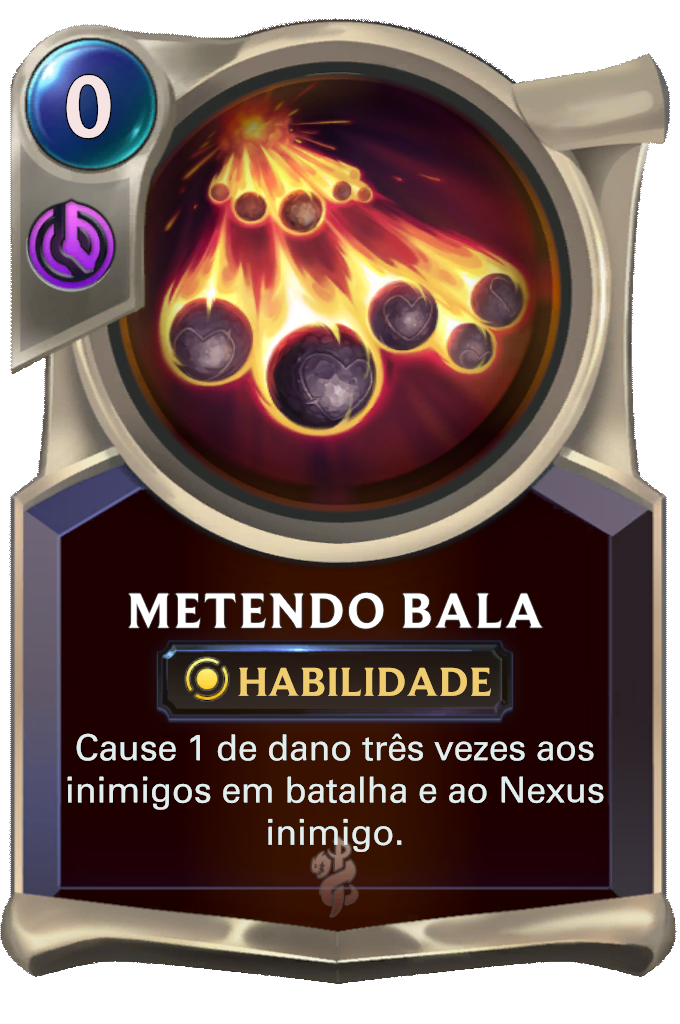 0
METENDO BALA
HABILIDADE
Cause 1 de dano três vezes aos
inimigos em batalha e ao Nexus
inimigo.